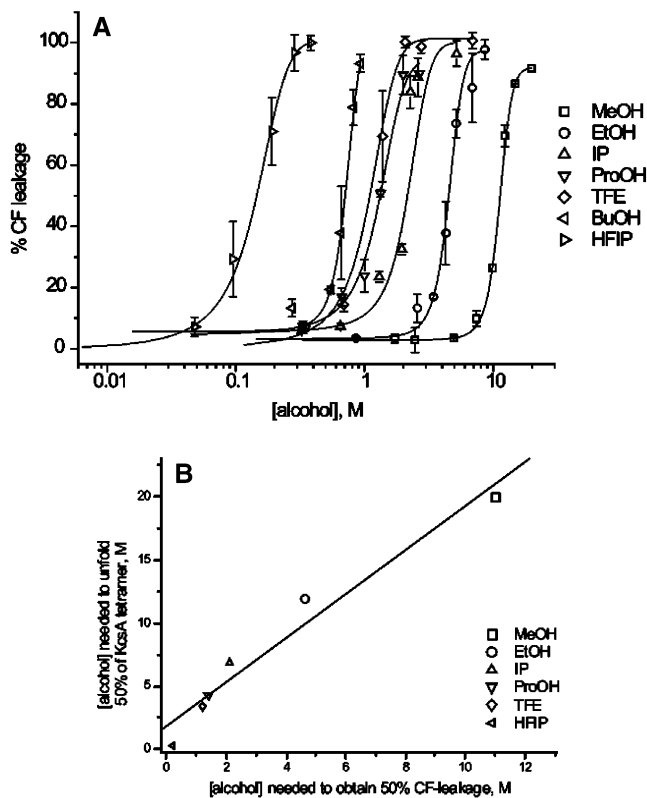 A
100
80
60
40
20
0
% CF leakage
0.01 0.1 1 10
[alcohol], M
MeOH
EtOH
IP
ProOH
TFE
BuOH
HFIP
B
20
15
10
5
0
[alcohol] needed to unfold
50% of KcsA tetramer, M
0 2 4 6 8 10 12
[alcohol] needed to obtain 50% CF-leakage, M
MeOH
EtOH
IP
ProOH
TFE
HFIP